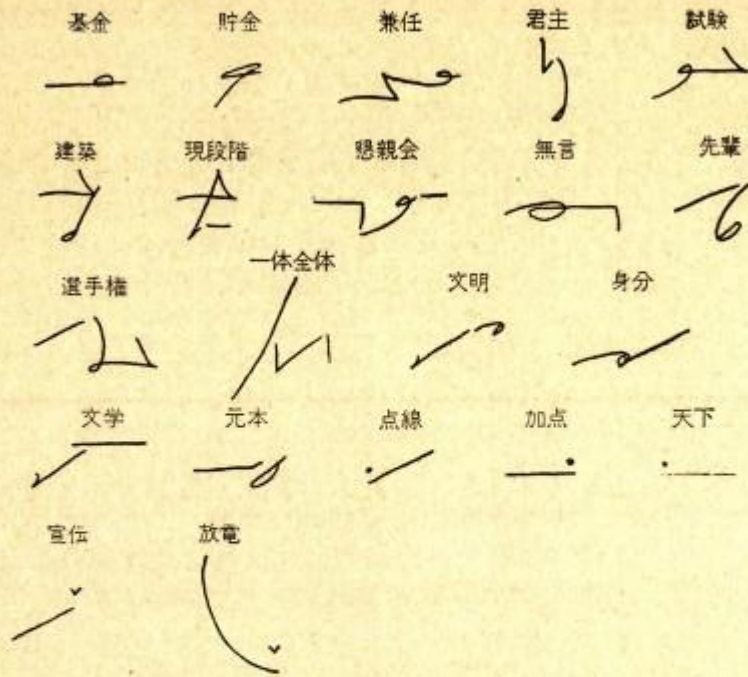 基金 貯金 兼任 君主 試験
建築 現段階 懇親会 無言 先輩
選手権 一体全体 文明 身分
文学 元本 点線 加点 天下
宣伝 放電